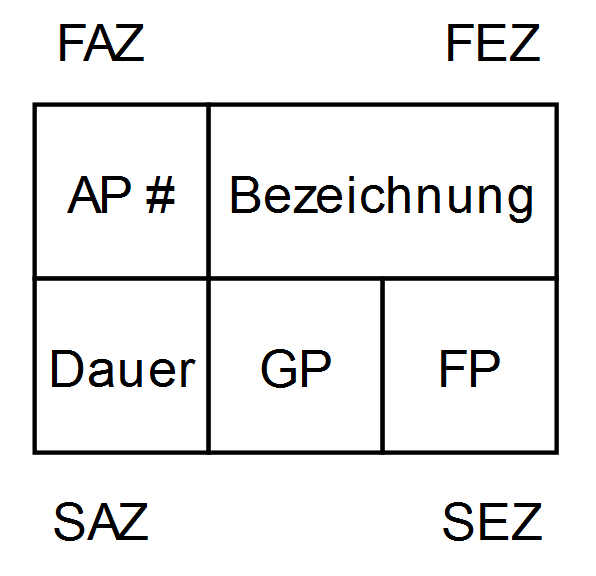 FAZ FEZ
AP # Bezeichnung
Dauer GP FP
SAZ SEZ